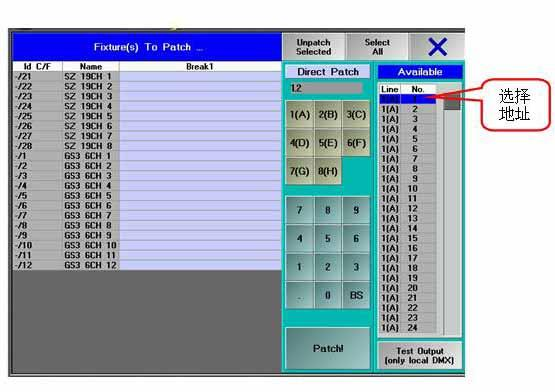 Fixture(s) To Patch ...
Unpatch Selected
Select All
X
Id C/F Name Break1
Direct Patch
Available
-/21 SZ 19CH 1
-/22 SZ 19CH 2
-/23 SZ 19CH 3
-/24 SZ 19CH 4
-/25 SZ 19CH 5
-/26 SZ 19CH 6
-/27 SZ 19CH 7
-/28 SZ 19CH 8
-/1 GS3 6CH 1
-/2 GS3 6CH 2
-/3 GS3 6CH 3
-/4 GS3 6CH 4
-/5 GS3 6CH 5
-/6 GS3 6CH 6
-/7 GS3 6CH 7
-/8 GS3 6CH 8
-/9 GS3 6CH 9
-/10 GS3 6CH 10
-/11 GS3 6CH 11
-/12 GS3 6CH 12
1.2
1(A) 2(B) 3(C)
4(D) 5(E) 6(F)
7(G) 8(H)
7 8 9
4 5 6
1 2 3
. 0 BS
Patch!
Line No.
1(A) 1
1(A) 2
1(A) 3
1(A) 4
1(A) 5
1(A) 6
1(A) 7
1(A) 8
1(A) 9
1(A) 10
1(A) 11
1(A) 12
1(A) 13
1(A) 14
1(A) 15
1(A) 16
1(A) 17
1(A) 18
1(A) 19
1(A) 20
1(A) 21
1(A) 22
1(A) 23
1(A) 24
Test Output
(only local DMX)
选择
地址